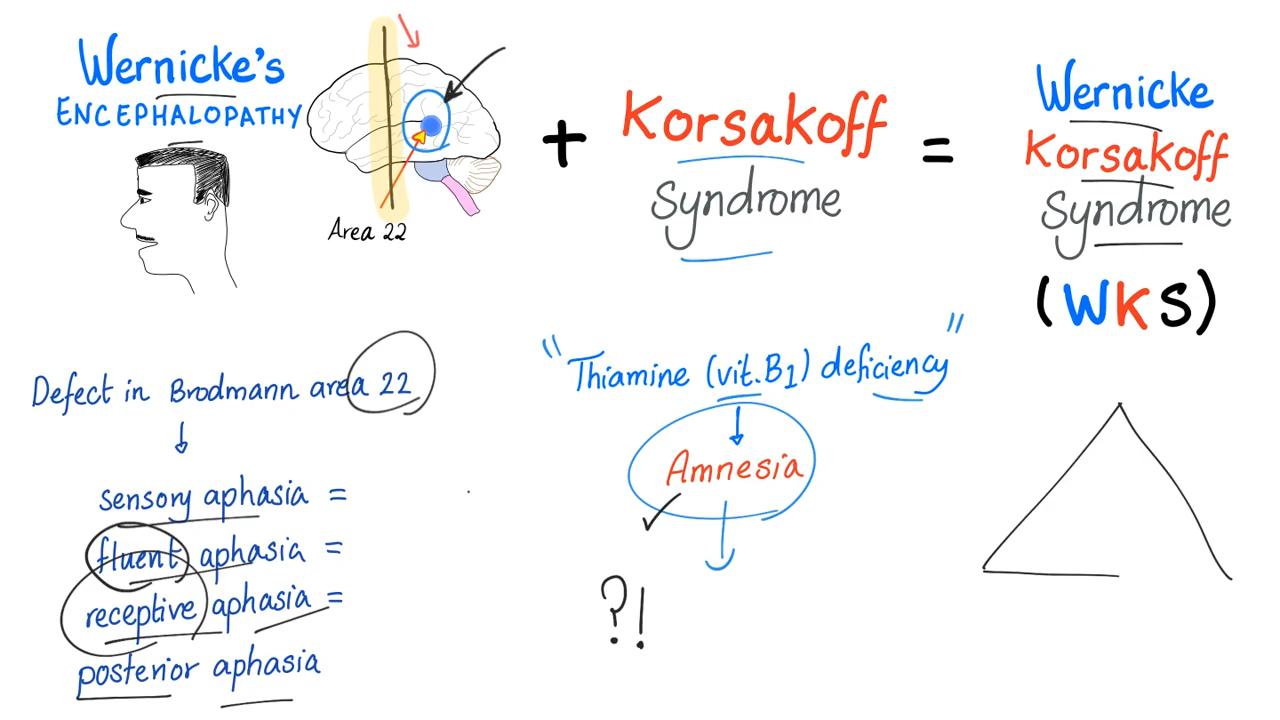 Wernicke's
ENCEPHALOPATHY
Area 22
+
Korsakoff
Syndrome
=
Wernicke
Korsakoff
Syndrome
(WKS)
Defect in Brodmann area 22
sensory aphasia =
fluent aphasia =
receptive aphasia =
posterior aphasia
"Thiamine (vit. B1) deficiency"
Amnesia
?!